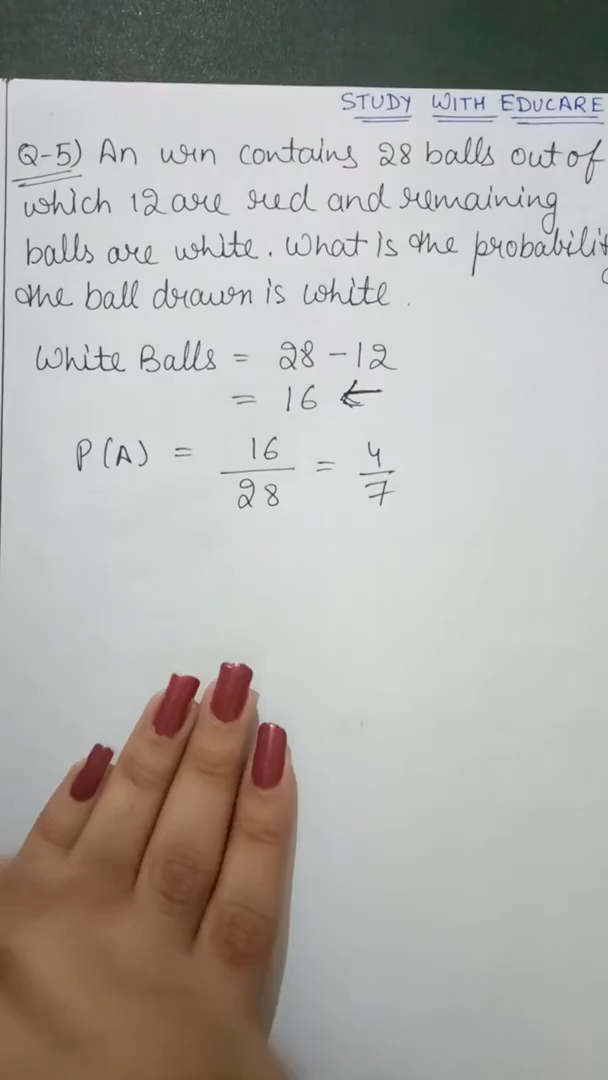 STUDY WITH EDUCARE
Q-5) An urn contains 28 balls out of
which 12 are red and remaining
balls are white. What is the probabilit
the ball drawn is white.
White Balls = 28 - 12
= 16 ←
P(A) = 16/28 = 4/7